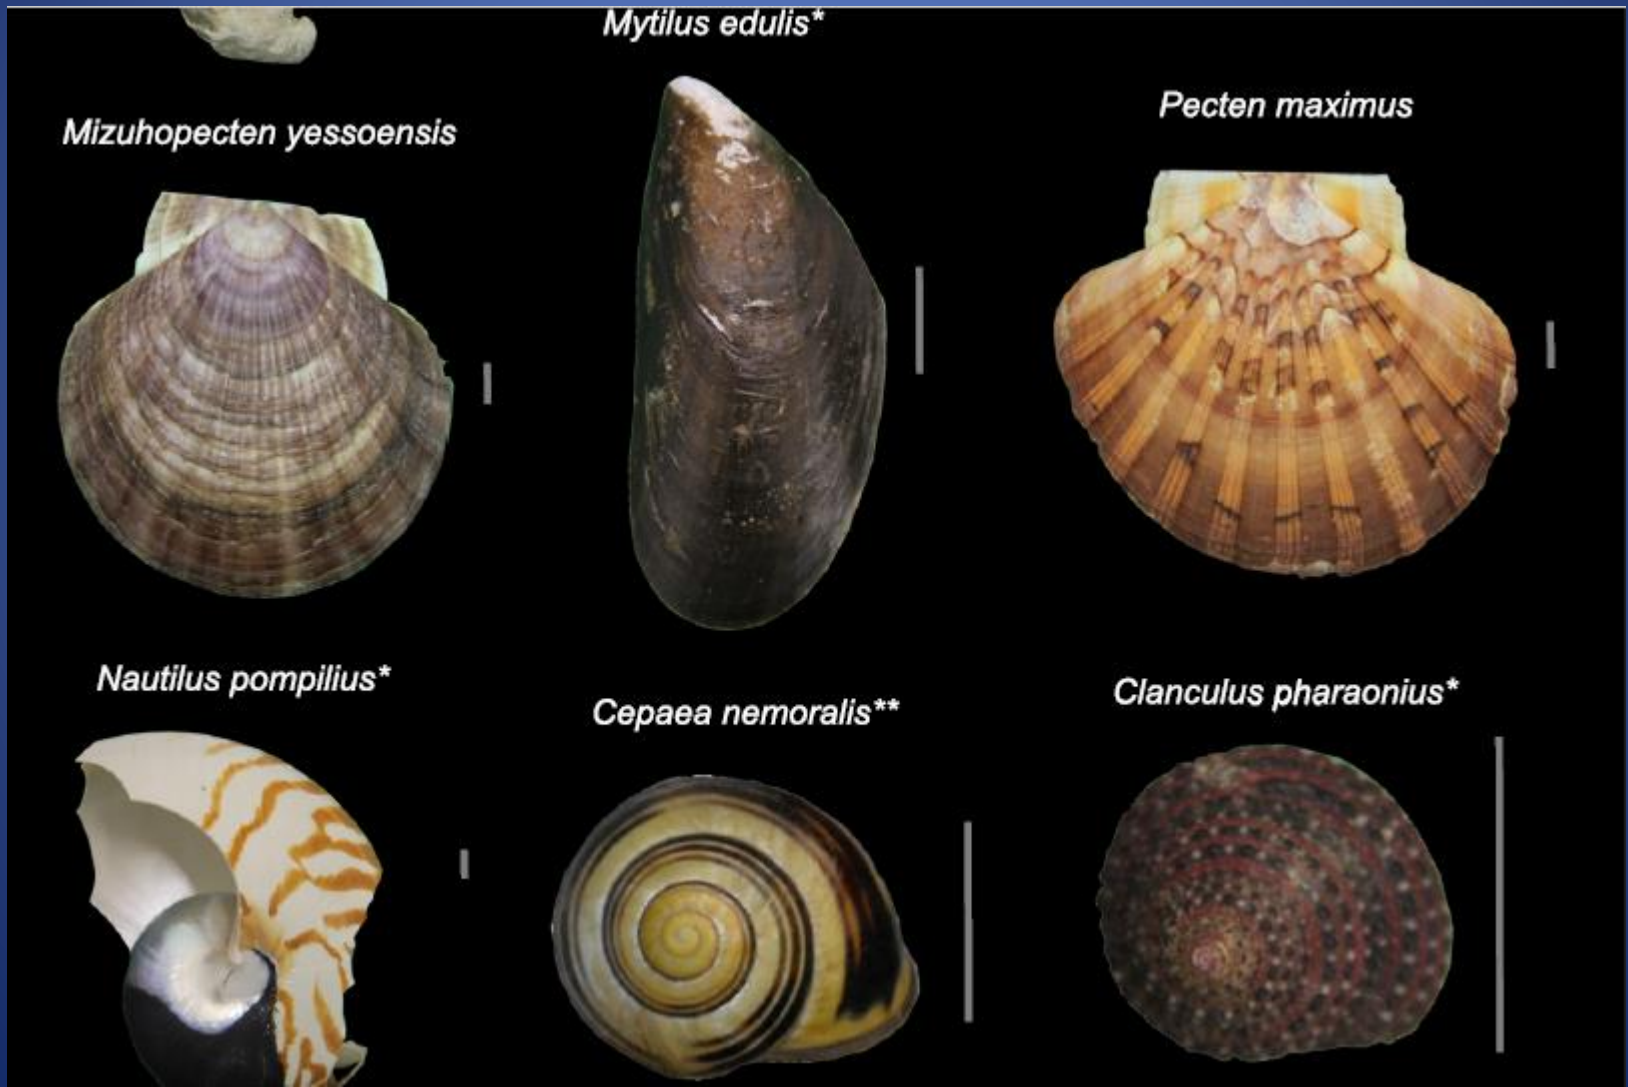 Mytilus edulis*
Mizuhopecten yessoensis
Pecten maximus
Nautilus pompilius*
Cepaea nemoralis**
Clanculus pharaonius*